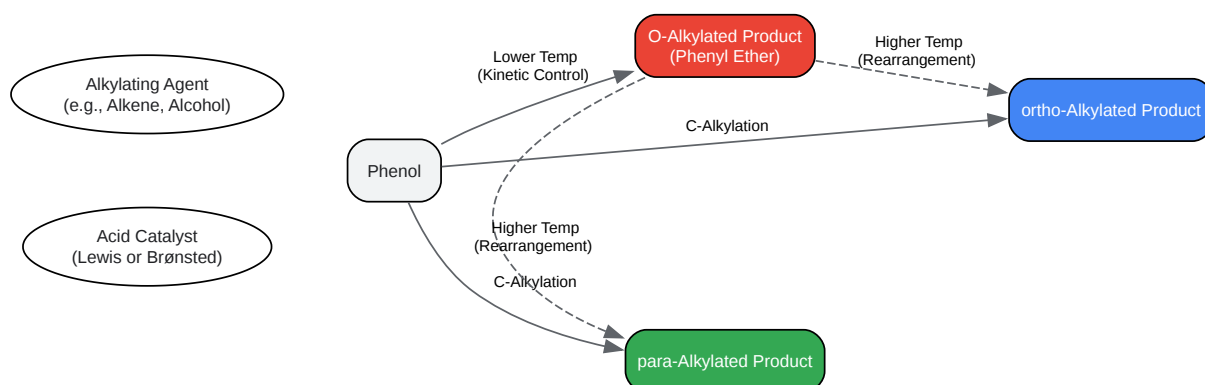 Alkylating Agent
(e.g., Alkene, Alcohol)
Acid Catalyst
(Lewis or Brønsted)
Phenol
Lower Temp
(Kinetic Control)
O-Alkylated Product
(Phenyl Ether)
Higher Temp
(Rearrangement)
ortho-Alkylated Product
C-Alkylation
Higher Temp
(Rearrangement)
C-Alkylation
para-Alkylated Product